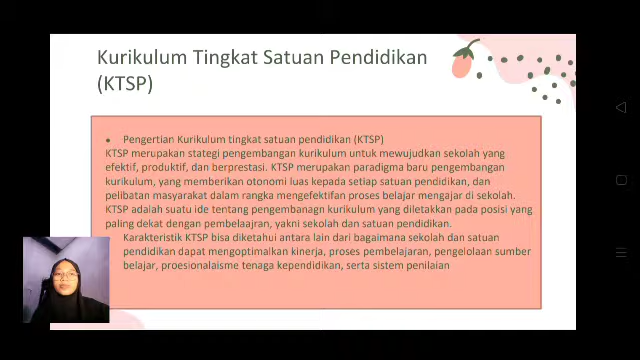 Kurikulum Tingkat Satuan Pendidikan
(KTSP)
• Pengertian Kurikulum tingkat satuan pendidikan (KTSP)
KTSP merupakan stategi pengembangan kurikulum untuk mewujudkan sekolah yang
efektif, produktif, dan berprestasi. KTSP merupakan paradigma baru pengembangan
kurikulum, yang memberikan otonomi luas kepada setiap satuan pendidikan, dan
pelibatan masyarakat dalam rangka mengefektifan proses belajar mengajar di sekolah.
KTSP adalah suatu ide tentang pengembanagn kurikulum yang diletakkan pada posisi yang
paling dekat dengan pembelaajran, yakni sekolah dan satuan pendidikan.
Karakteristik KTSP bisa diketahui antara lain dari bagaimana sekolah dan satuan
pendidikan dapat mengoptimalkan kinerja, proses pembelajaran, pengelolaan sumber
belajar, proesionalaisme tenaga kependidikan, serta sistem penilaian